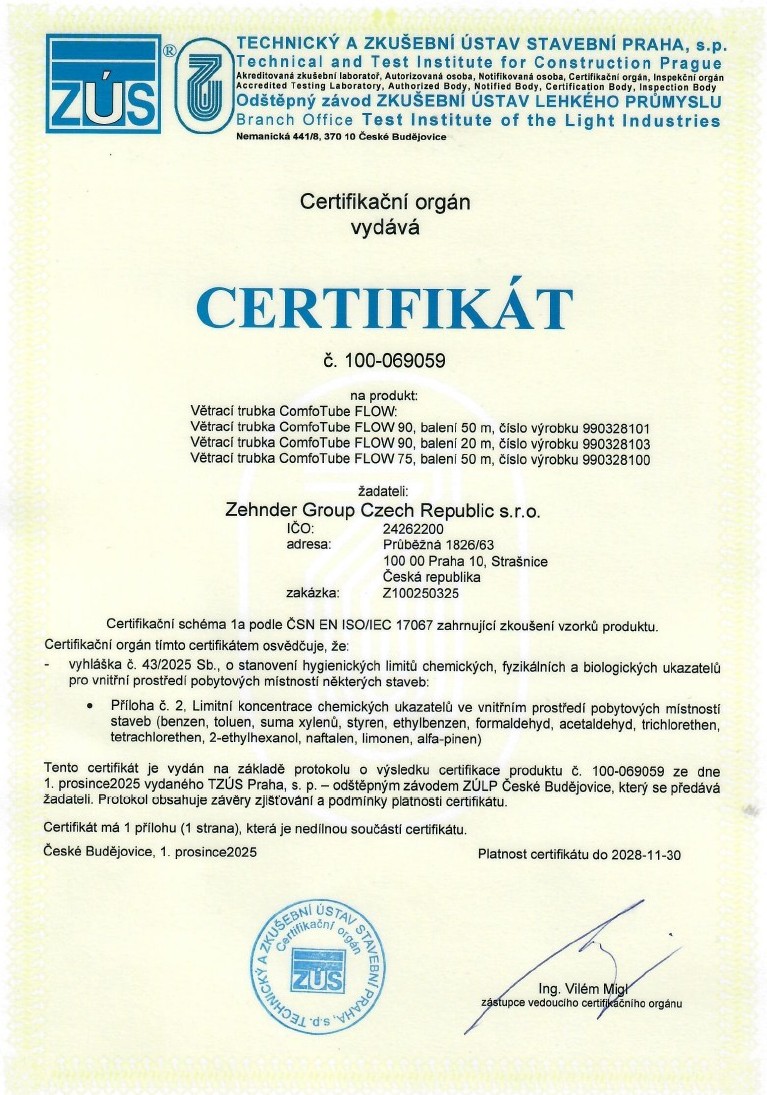 TECHNICKÝ A ZKUŠEBNÍ ÚSTAV STAVEBNÍ PRAHA, s.p.
Technical and Test Institute for Construction Prague
Akreditovaná zkušební laboratoř, Autorizovaná osoba, Notifikovaná osoba, Certifikační orgán, Inspekční orgán
Accredited Testing Laboratory, Authorized Body, Notified Body, Certification Body, Inspection Body
ZÚS ®
Odštěpný závod ZKUŠEBNÍ ÚSTAV LEHKÉHO PRŮMYSLU
Branch Office Test Institute of the Light Industries
Nemanická 441/8, 370 10 České Budějovice
Certifikační orgán
vydává
CERTIFIKÁT
č. 100-069059
na produkt:
Větrací trubka ComfoTube FLOW:
Větrací trubka ComfoTube FLOW 90, balení 50 m, číslo výrobku 990328101
Větrací trubka ComfoTube FLOW 90, balení 20 m, číslo výrobku 990328103
Větrací trubka ComfoTube FLOW 75, balení 50 m, číslo výrobku 990328100
žadateli:
Zehnder Group Czech Republic s.r.o.
IČO: 24262200
adresa: Průběžná 1826/63
100 00 Praha 10, Strašnice
Česká republika
zakázka: Z100250325
Certifikační schéma 1a podle ČSN EN ISO/IEC 17067 zahrnující zkoušení vzorků produktu.
Certifikační orgán tímto certifikátem osvědčuje, že:
- vyhláška č. 43/2025 Sb., o stanovení hygienických limitů chemických, fyzikálních a biologických ukazatelů
pro vnitřní prostředí pobytových místností některých staveb:
• Příloha č. 2, Limitní koncentrace chemických ukazatelů ve vnitřním prostředí pobytových místností
staveb (benzen, toluen, suma xylenů, styren, ethylbenzen, formaldehyd, acetaldehyd, trichlorethen,
tetrachlorethen, 2-ethylhexanol, naftalen, limonen, alfa-pinen)
Tento certifikát je vydán na základě protokolu o výsledku certifikace produktu č. 100-069059 ze dne
1. prosince2025 vydaného TZÚS Praha, s. p. – odštěpným závodem ZÚLP České Budějovice, který se předává
žadateli. Protokol obsahuje závěry zjišťování a podmínky platnosti certifikátu.
Certifikát má 1 přílohu (1 strana), která je nedílnou součástí certifikátu.
České Budějovice, 1. prosince2025 Platnost certifikátu do 2028-11-30
TECHNICKÝ A ZKUŠEBNÍ ÚSTAV STAVEBNÍ PRAHA, s.p.
Certifikační orgán
ZÚS
Ing. Vilém Migl
zástupce vedoucího certifikačního orgánu